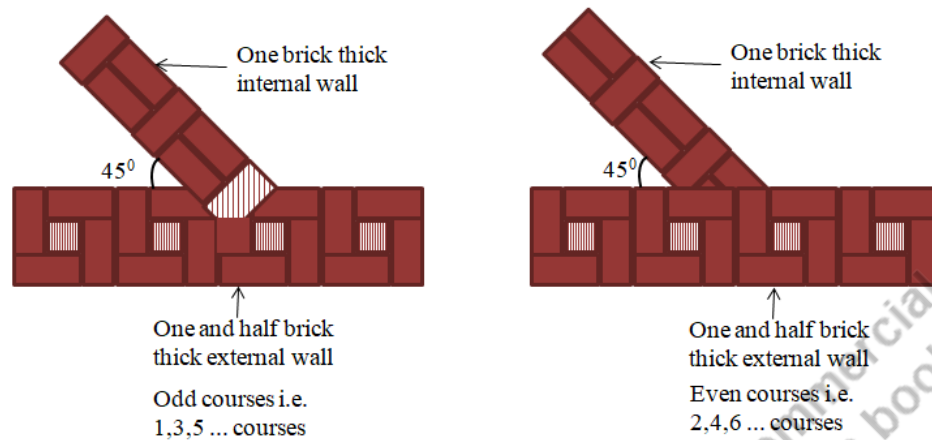 One brick thick
internal wall
45⁰
One and half brick
thick external wall
Odd courses i.e.
1,3,5 ... courses
One brick thick
internal wall
45⁰
One and half brick
thick external wall
Even courses i.e.
2,4,6 ... courses